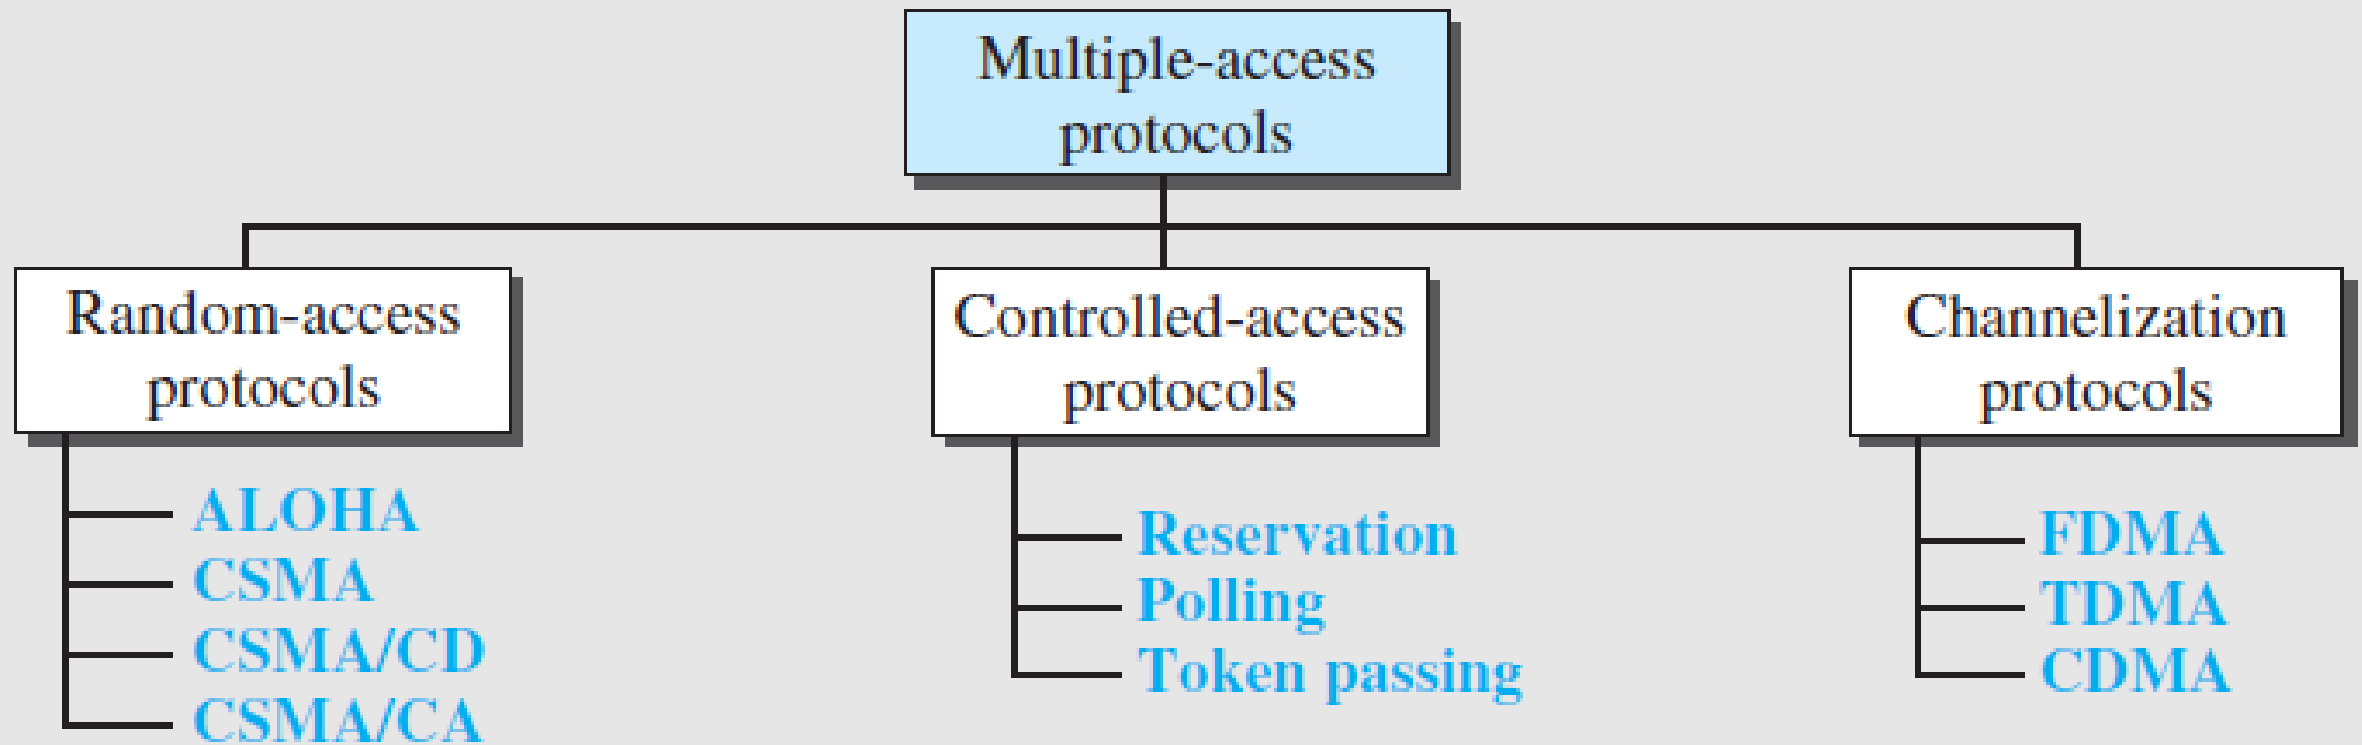 Multiple-access
protocols
Random-access
protocols
ALOHA
CSMA
CSMA/CD
CSMA/CA
Controlled-access
protocols
Reservation
Polling
Token passing
Channelization
protocols
FDMA
TDMA
CDMA